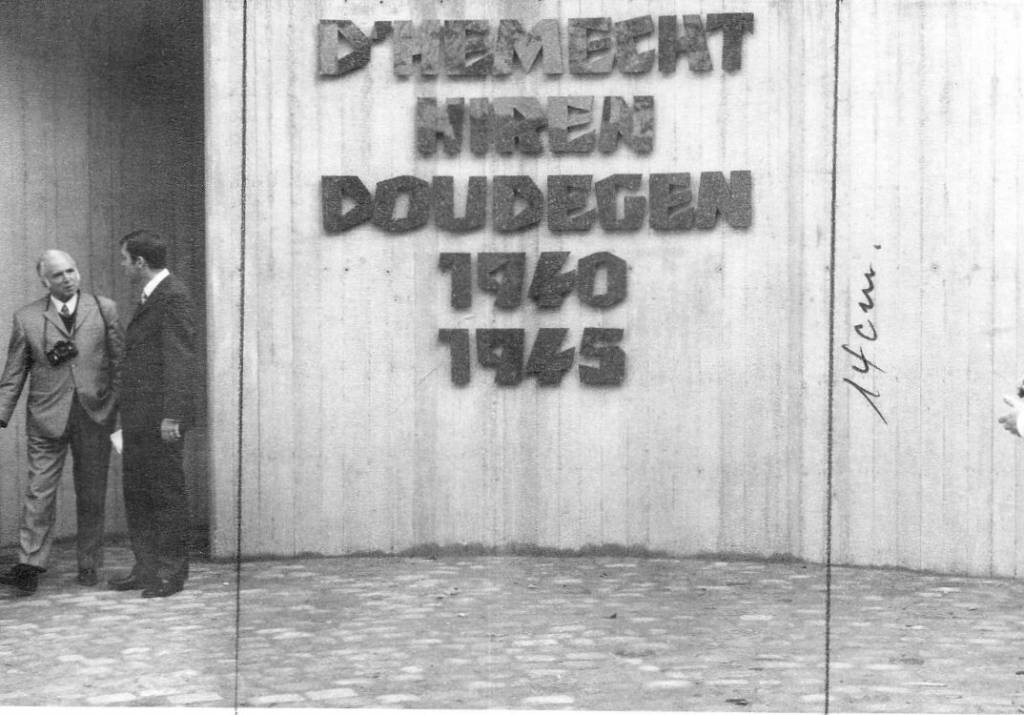 D'HEMECHT
HIREN
DOUDEGEN
1940
1945
14 cm.